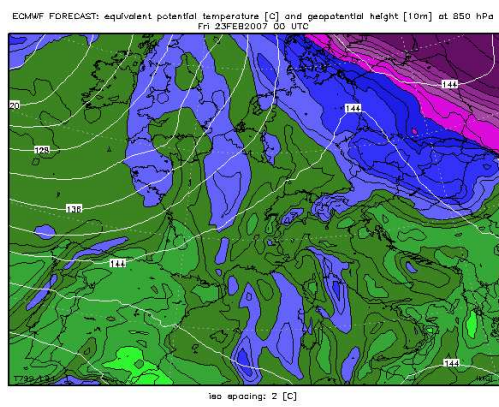 ECMWF FORECAST: equivalent potential temperature [C] and geopotential height [10m] at 850 hPa
Fri 23FEB2007 00 UTC
144
144
20
128
136
144
144
iso spacing: 2 [C]